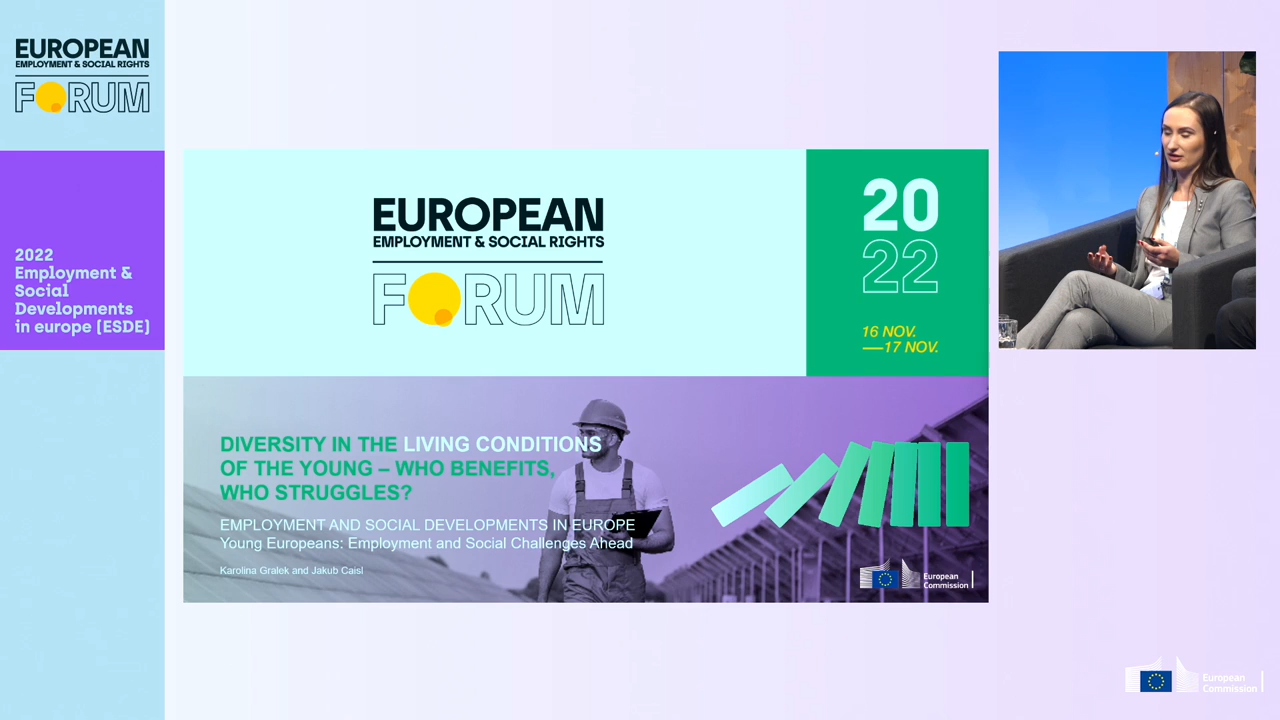 EUROPEAN
EMPLOYMENT & SOCIAL RIGHTS
FORUM
2022
Employment &
Social
Developments
in europe [ESDE]
EUROPEAN
EMPLOYMENT & SOCIAL RIGHTS
FORUM
20
22
16 NOV.
—17 NOV.
DIVERSITY IN THE LIVING CONDITIONS
OF THE YOUNG – WHO BENEFITS,
WHO STRUGGLES?
EMPLOYMENT AND SOCIAL DEVELOPMENTS IN EUROPE
Young Europeans: Employment and Social Challenges Ahead
Karolina Gralek and Jakub Caisl
European
Commission
European
Commission